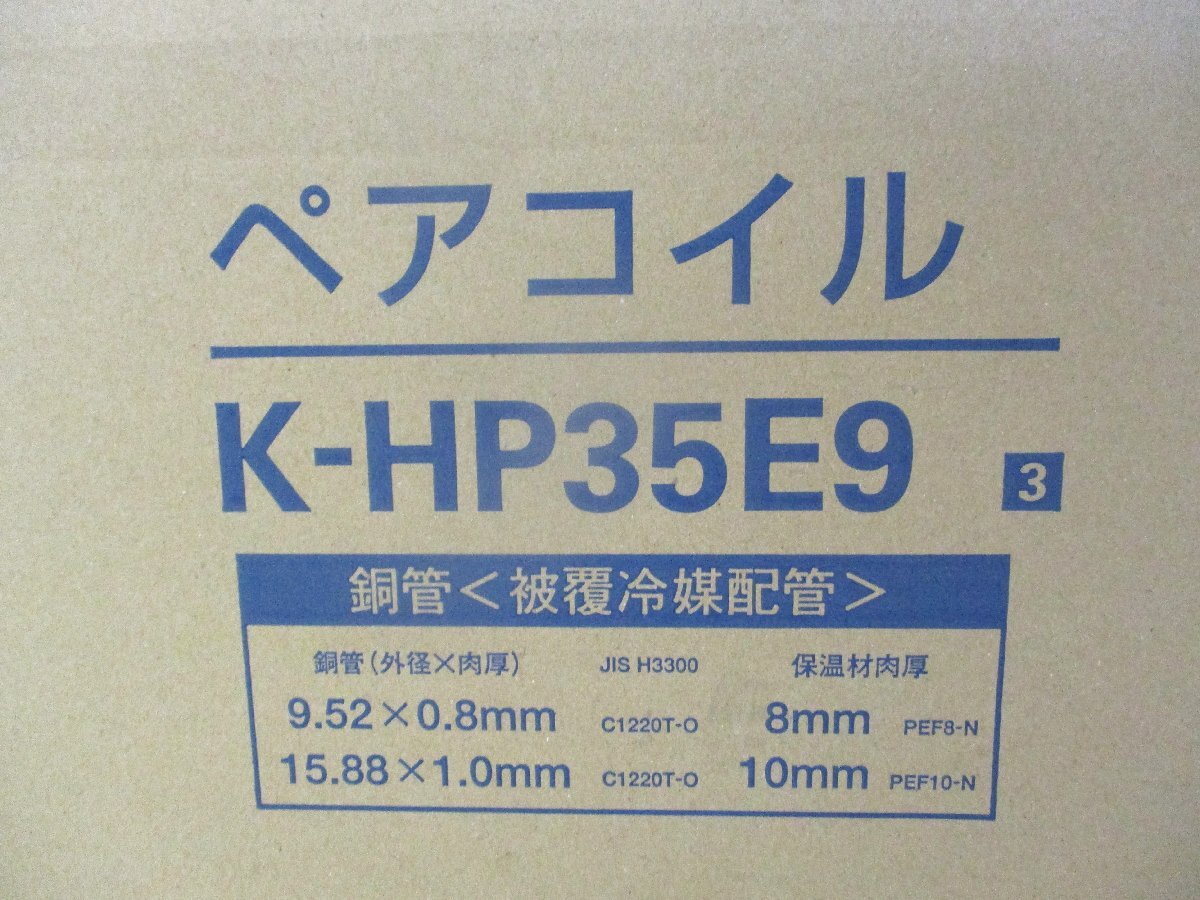 ペアコイル
K-HP35E9 3
銅管<被覆冷媒配管>
銅管(外径×肉厚) JIS H3300 保温材肉厚
9.52×0.8mm C1220T-O 8mm PEF8-N
15.88×1.0mm C1220T-O 10mm PEF10-N